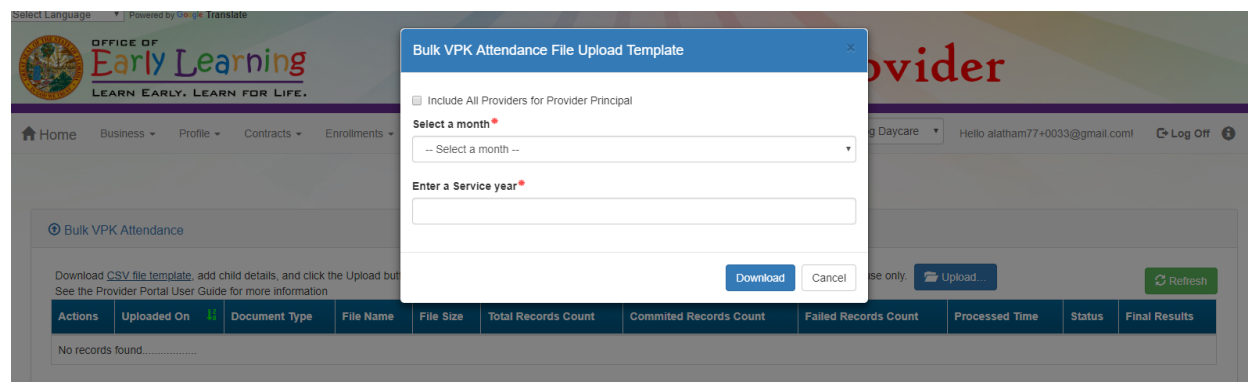 Select Language Powered by Google Translate
OFFICE OF
Early Learning
LEARN EARLY. LEARN FOR LIFE.
Bulk VPK Attendance File Upload Template ×
Include All Providers for Provider Principal
Select a month*
-- Select a month --
Enter a Service year*
Download Cancel
Home Business Profile Contracts Enrollments Daycare Hello alatham77+0033@gmail.com! Log Off
Bulk VPK Attendance
Download CSV file template, add child details, and click the Upload only. Upload...
See the Provider Portal User Guide for more information
Refresh
Actions Uploaded On Document Type File Name File Size Total Records Count Commited Records Count Failed Records Count Processed Time Status Final Results
No records found..................